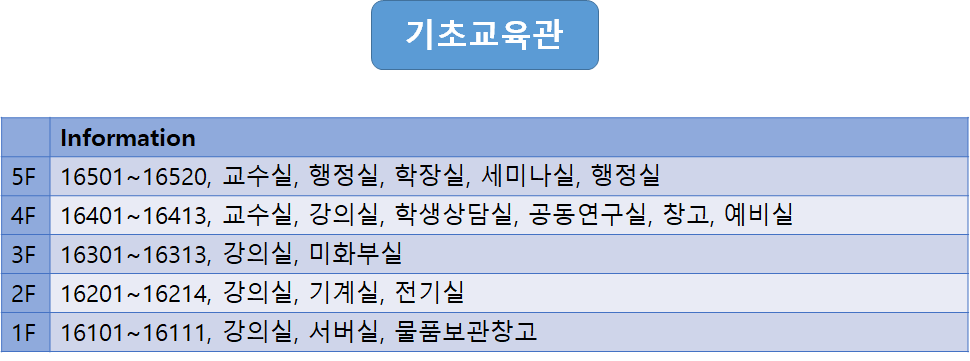 기초교육관
Information
5F 16501~16520, 교수실, 행정실, 학장실, 세미나실, 행정실
4F 16401~16413, 교수실, 강의실, 학생상담실, 공동연구실, 창고, 예비실
3F 16301~16313, 강의실, 미화부실
2F 16201~16214, 강의실, 기계실, 전기실
1F 16101~16111, 강의실, 서버실, 물품보관창고